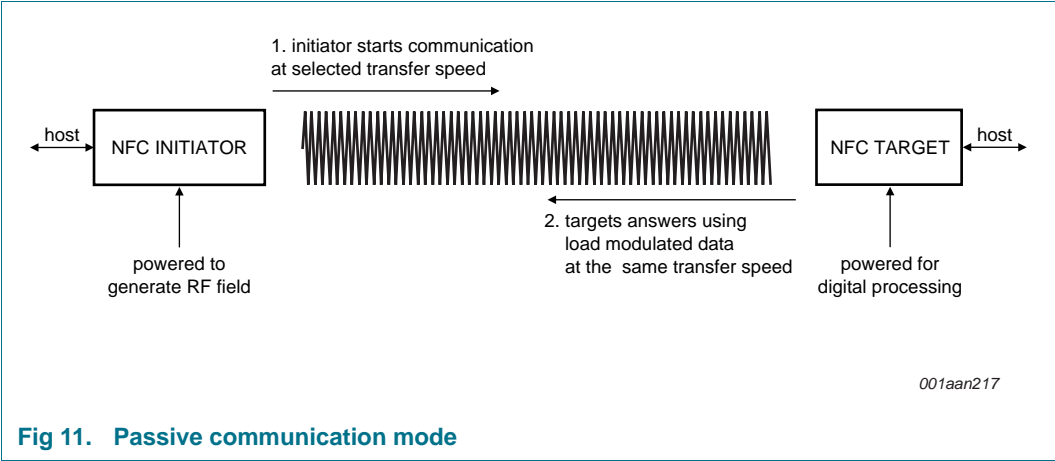 1. initiator starts communication
at selected transfer speed
host
NFC INITIATOR
NFC TARGET
host
2. targets answers using
load modulated data
at the same transfer speed
powered to
generate RF field
powered for
digital processing
001aan217
Fig 11. Passive communication mode